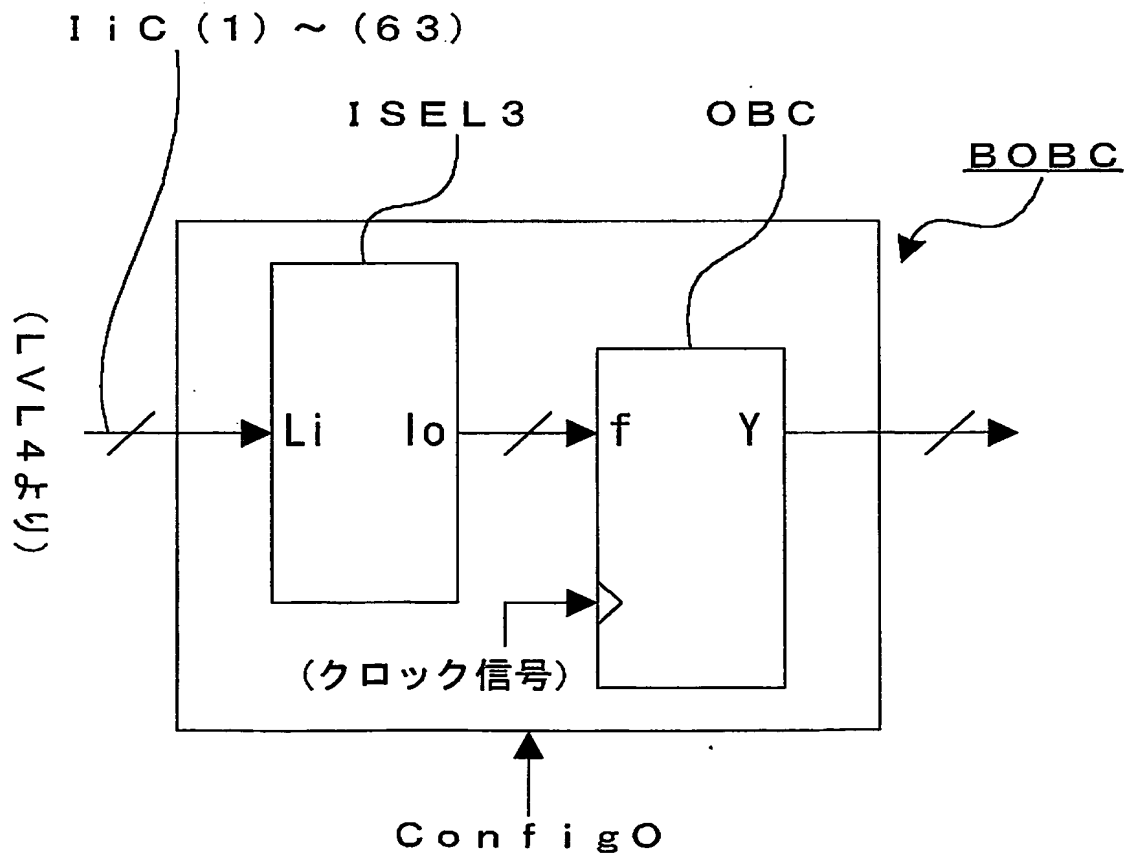 IiC(1)～(63)
ISEL3
OBC
BOBC
(LVL4より)
Li
Io
f
Y
(クロック信号)
ConfigO